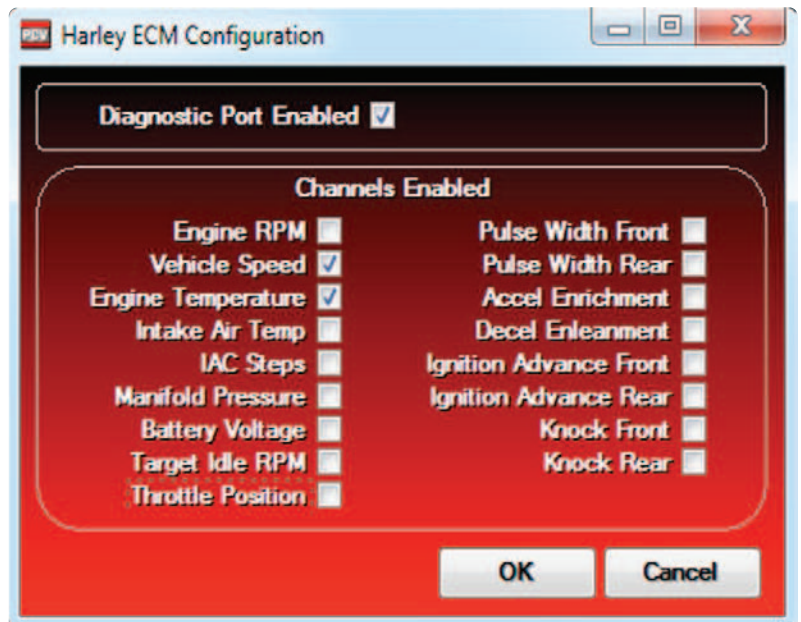 PCV Harley ECM Configuration
Diagnostic Port Enabled
Channels Enabled
Engine RPM
Vehicle Speed
Engine Temperature
Intake Air Temp
IAC Steps
Manifold Pressure
Battery Voltage
Target Idle RPM
Throttle Position
Pulse Width Front
Pulse Width Rear
Accel Enrichment
Decel Enleanment
Ignition Advance Front
Ignition Advance Rear
Knock Front
Knock Rear
OK
Cancel